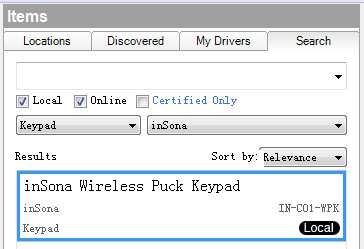 Items
Locations Discovered My Drivers Search
Local Online Certified Only
Keypad inSona
Results Sort by: Relevance
inSona Wireless Puck Keypad
inSona IN-C01-WPK
Keypad Local